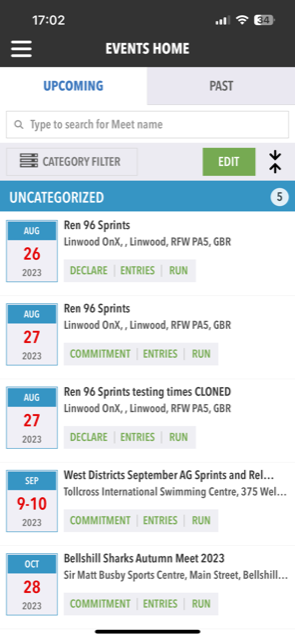 17:02
34
EVENTS HOME
UPCOMING
PAST
Type to search for Meet name
CATEGORY FILTER
EDIT
UNCATEGORIZED
5
AUG
26
2023
Ren 96 Sprints
Linwood OnX, , Linwood, RFW PA5, GBR
DECLARE | ENTRIES | RUN
AUG
27
2023
Ren 96 Sprints
Linwood OnX, , Linwood, RFW PA5, GBR
COMMITMENT | ENTRIES | RUN
AUG
27
2023
Ren 96 Sprints testing times CLOSED
Linwood OnX, , Linwood, RFW PA5, GBR
DECLARE | ENTRIES | RUN
SEP
9-10
2023
West Districts September AG Sprints and Rel...
Tollcross International Swimming Centre, 375 Wel...
COMMITMENT | ENTRIES | RUN
OCT
28
2023
Bellshill Sharks Autumn Meet 2023
Sir Matt Busby Sports Centre, Main Street, Bellshill...
COMMITMENT | ENTRIES | RUN